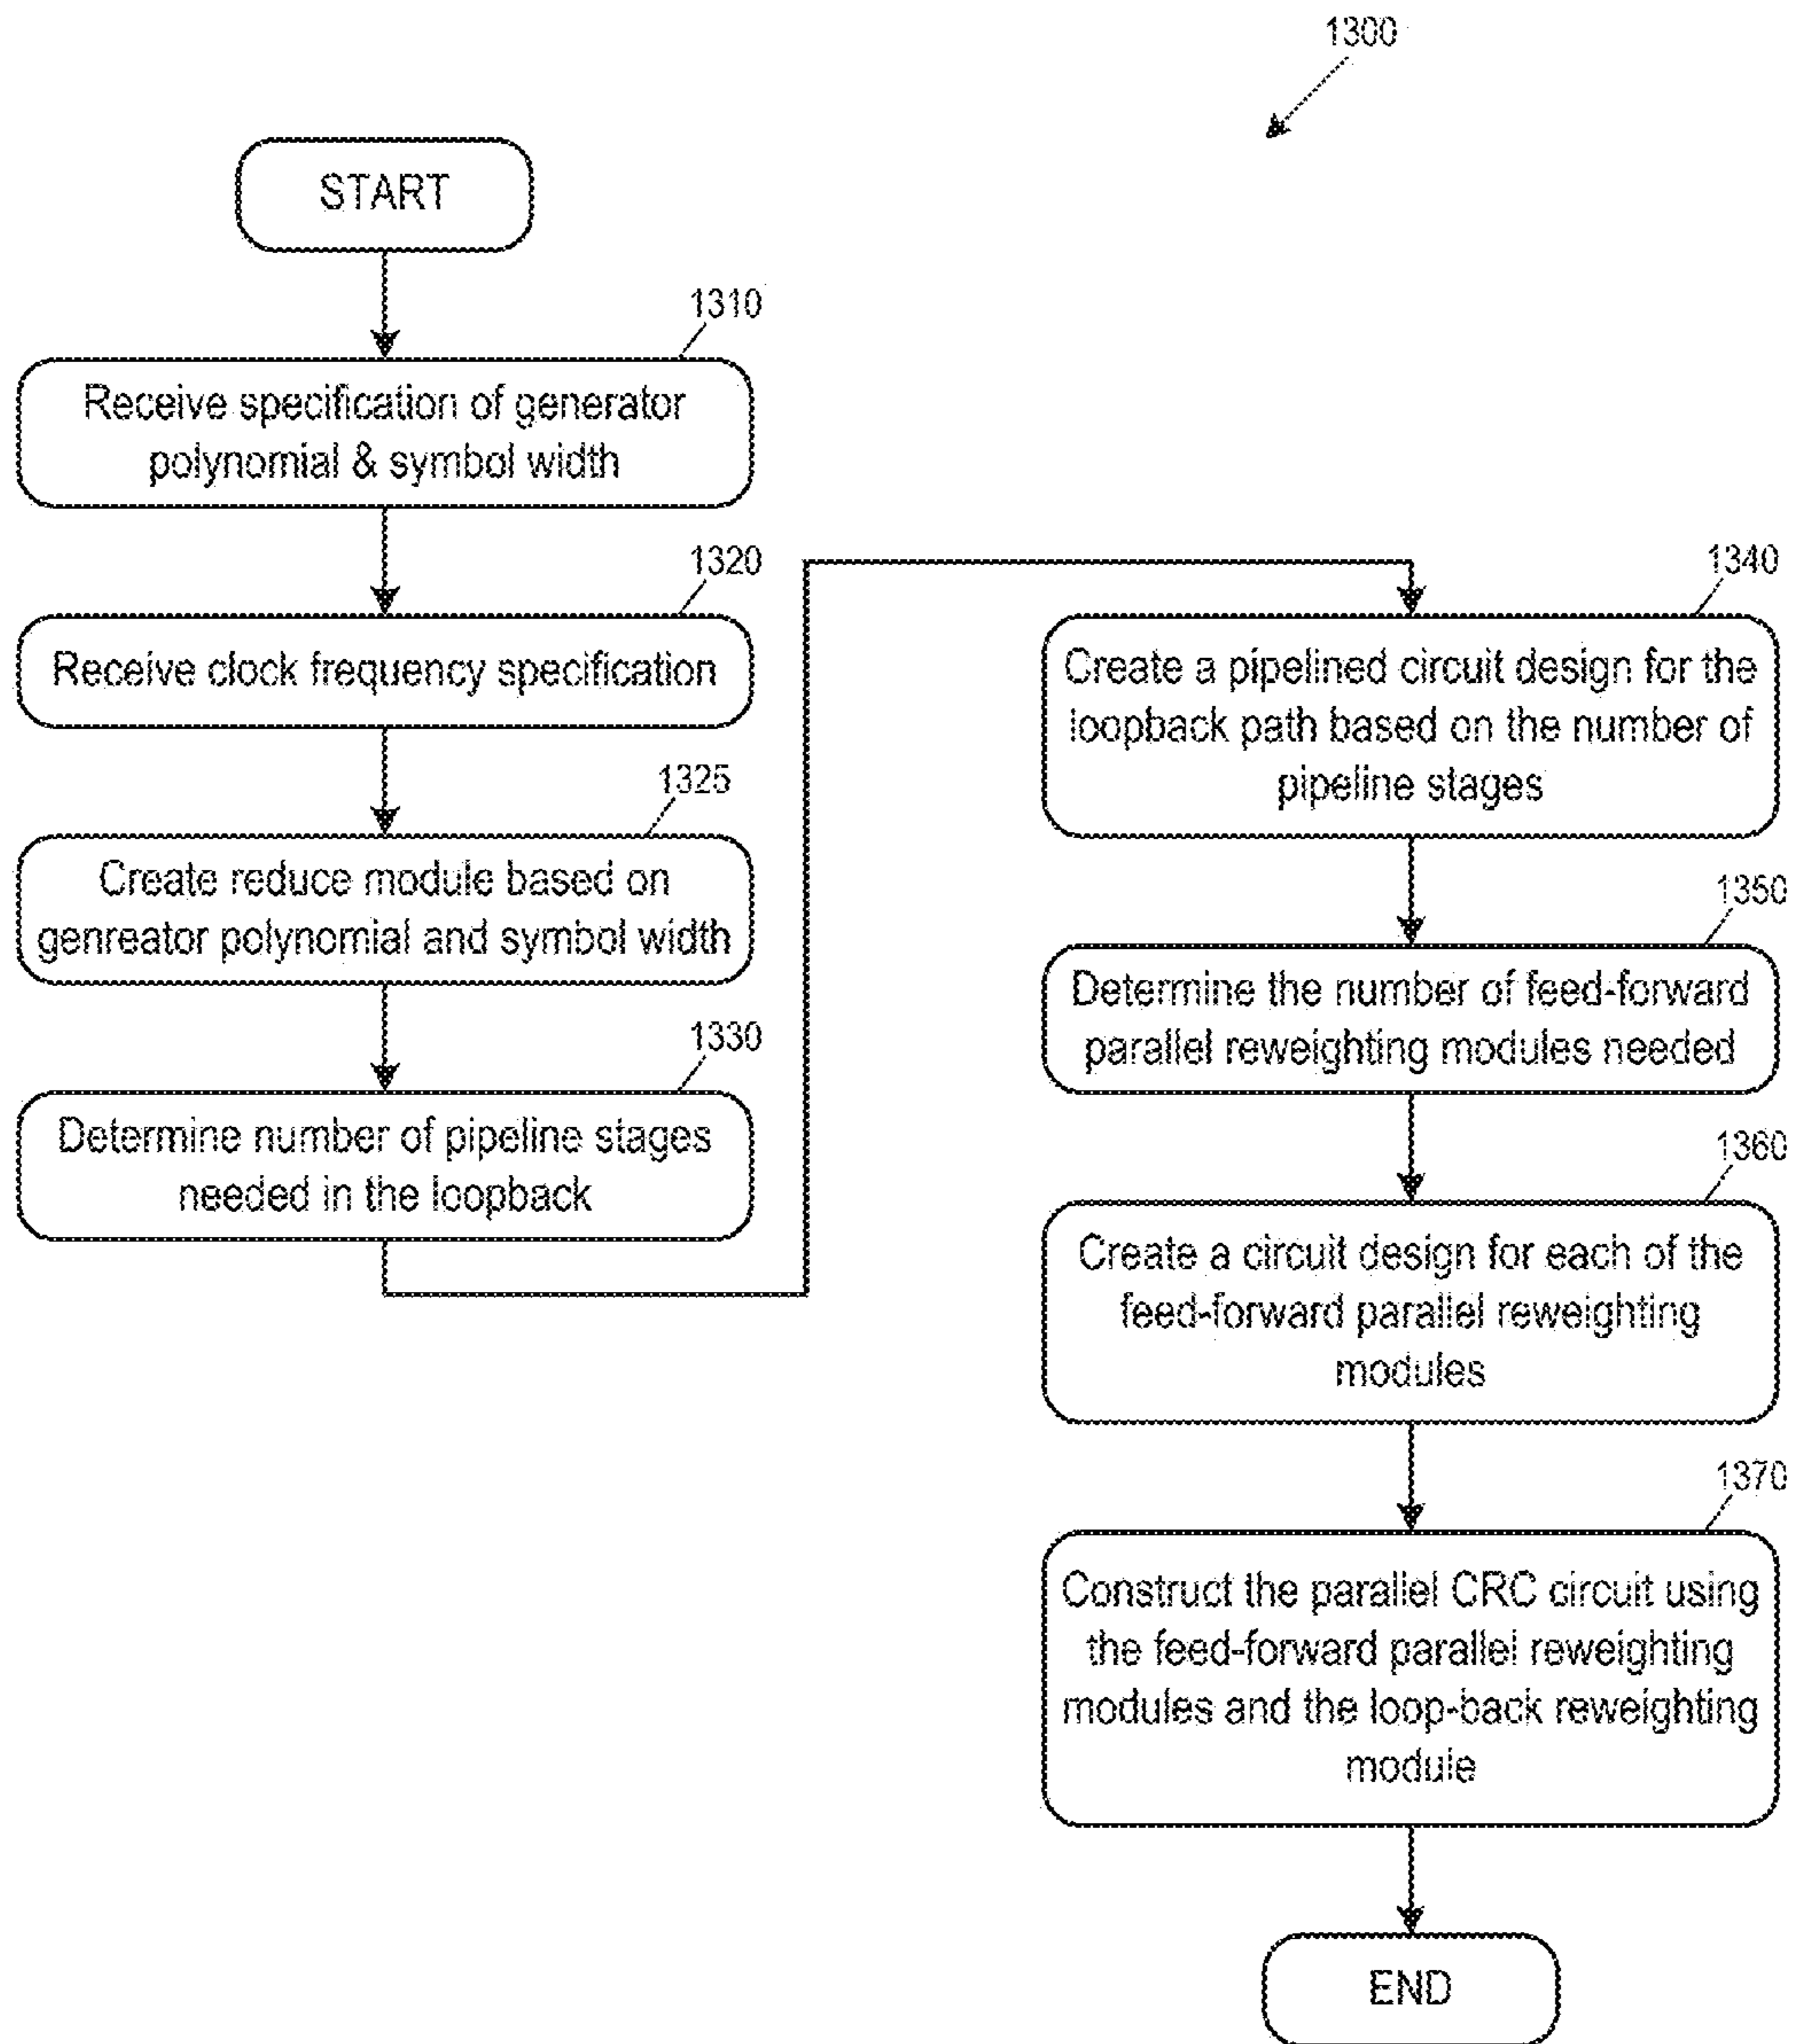 1300
START
1310
Receive specification of generator
polynomial & symbol width
1320
Receive clock frequency specification
1325
Create reduce module based on
genreator polynomial and symbol width
1330
Determine number of pipeline stages
needed in the loopback
1340
Create a pipelined circuit design for the
loopback path based on the number of
pipeline stages
1350
Determine the number of feed-forward
parallel reweighting modules needed
1360
Create a circuit design for each of the
feed-forward parallel reweighting
modules
1370
Construct the parallel CRC circuit using
the feed-forward parallel reweighting
modules and the loop-back reweighting
module
END